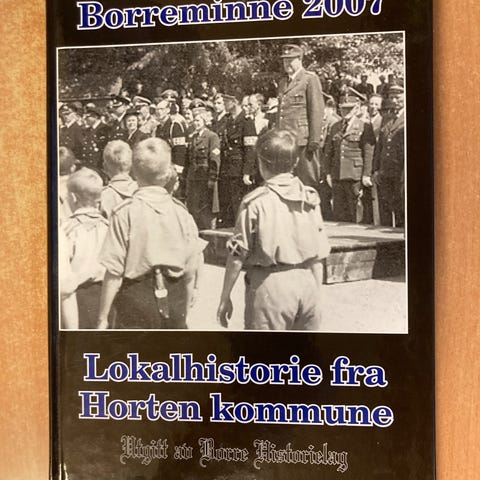 Borreminne 2007
Lokalhistorie fra
Horten kommune
Utgitt av Borre Historielag